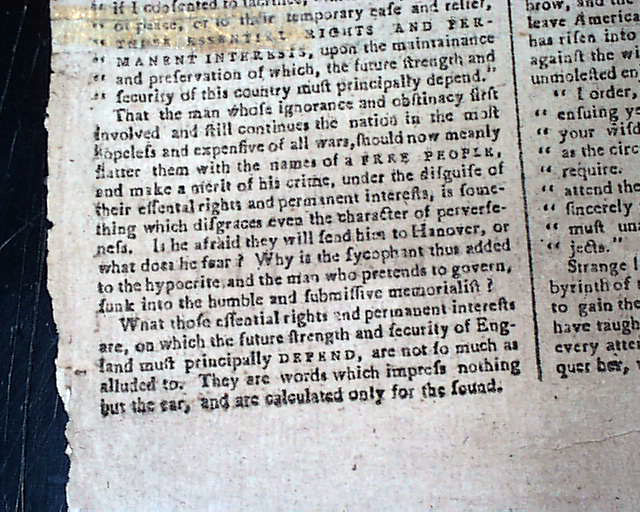 " if I consented to sacrifice,
" of peace, or to their temporary ease and relief,
" THOSE ESSENTIAL RIGHTS AND PER-
" MANENT INTERESTS, upon the maintainance
" and preservation of which, the future ſtrength and
" ſecurity of this country muſt principally depend."
That the man whoſe ignorance and obſtinacy firſt
involved and ſtill continues the nation in the moſt
hopeleſs and expenſive of all wars, ſhould now meanly
flatter them with the names of a FREE PEOPLE,
and make a merit of his crime, under the diſguiſe of
their eſſental rights and permanent intereſts, is ſome-
thing which diſgraces even the character of perverſe-
neſs. Is he afraid they will ſend him to Hanover, or
what does he fear? Why is the ſycophant thus added
to the hypocrite, and the man who pretends to govern,
ſunk into the humble and ſubmiſſive memorialiſt?
What thoſe eſſential rights and permanent intereſts
are, on which the future ſtrength and ſecurity of Eng-
land muſt principally DEPEND, are not ſo much as
alluded to. They are words which impreſs nothing
but the ear, and are calculated only for the ſound.
brow, and the
leave America
has riſen into
againſt the wi
unmoleſted en
" I order,
" enſuing ye
" your wiſd
" as the circ
" require.
" attend the
" ſincerely
" muſt una
" jects."
Strange l
byrinth of
to gain the
have taugh
every atte
quer her,